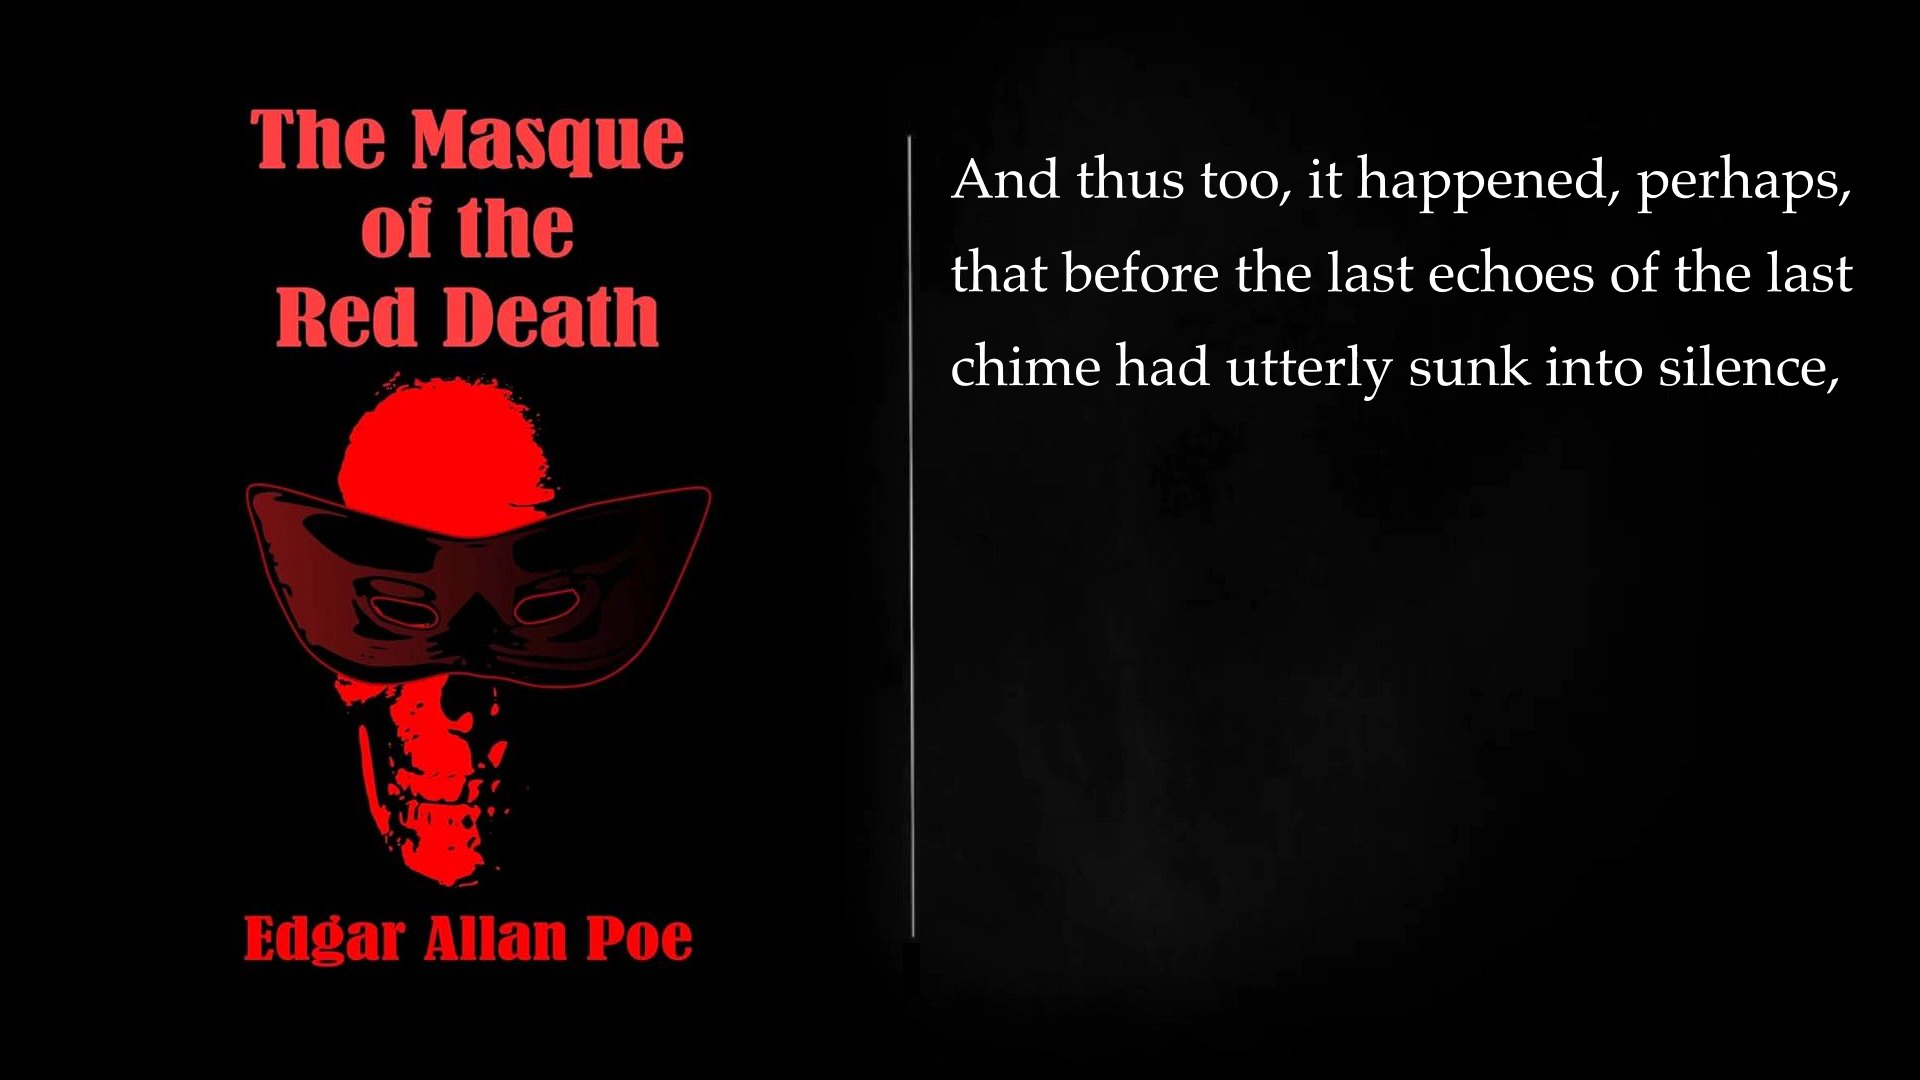 The Masque
of the
Red Death
Edgar Allan Poe
And thus too, it happened, perhaps,
that before the last echoes of the last
chime had utterly sunk into silence,